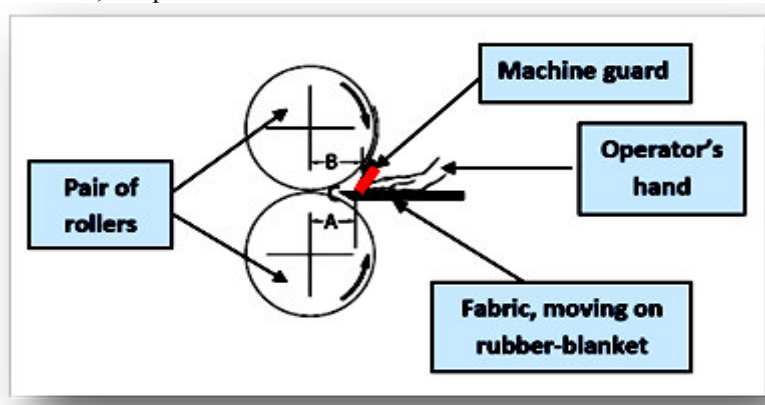 Machine guard
Operator's
hand
Pair of
rollers
B
C
A
Fabric, moving on
rubber-blanket